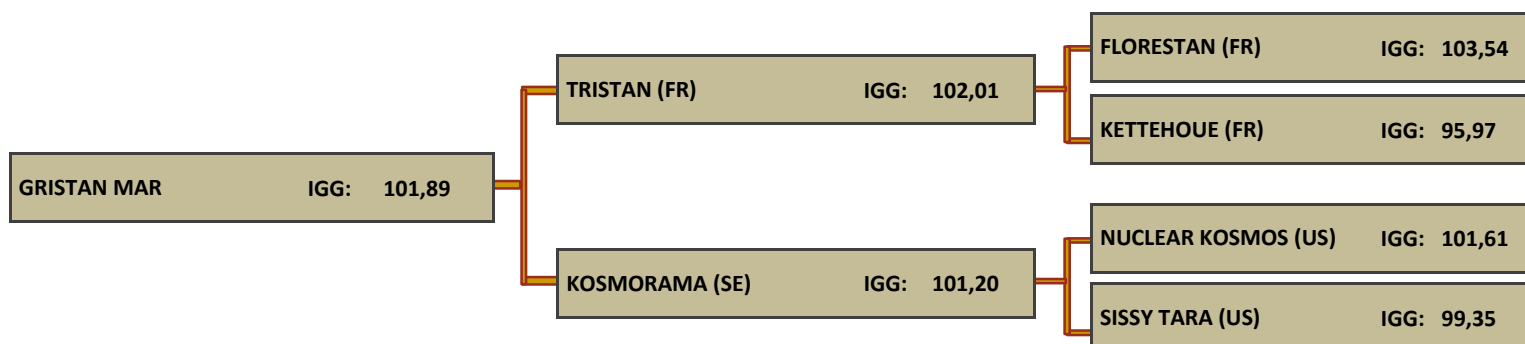 FLORESTAN (FR) IGG: 103,54
TRISTAN (FR) IGG: 102,01
KETTEHOUE (FR) IGG: 95,97
GRISTAN MAR IGG: 101,89
NUCLEAR KOSMOS (US) IGG: 101,61
KOSMORAMA (SE) IGG: 101,20
SISSY TARA (US) IGG: 99,35